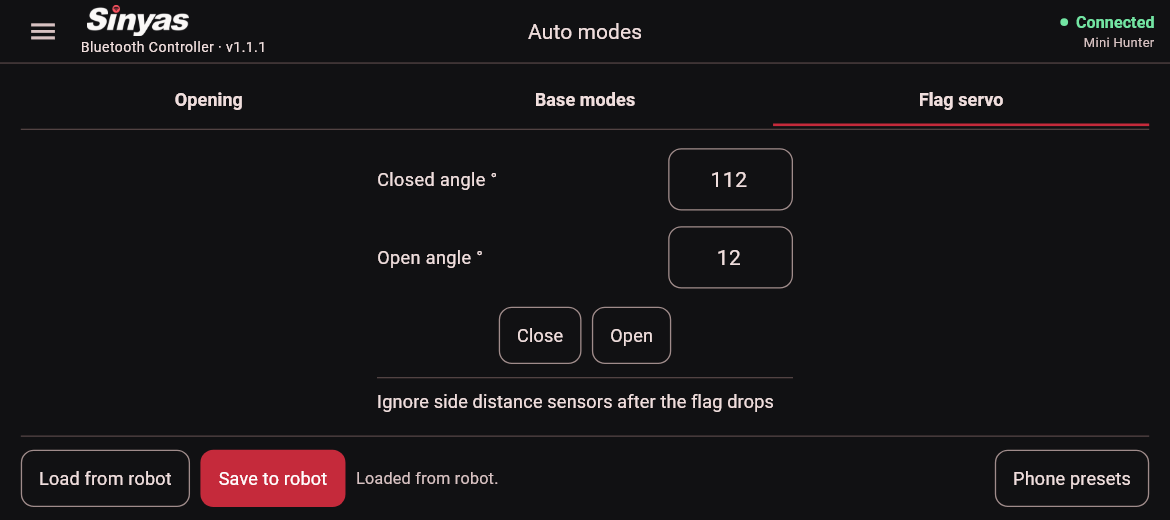 Sinyas
Bluetooth Controller · v1.1.1
Auto modes
Connected
Mini Hunter
Opening
Base modes
Flag servo
Closed angle °
112
Open angle °
12
Close
Open
Ignore side distance sensors after the flag drops
Load from robot
Save to robot
Loaded from robot.
Phone presets